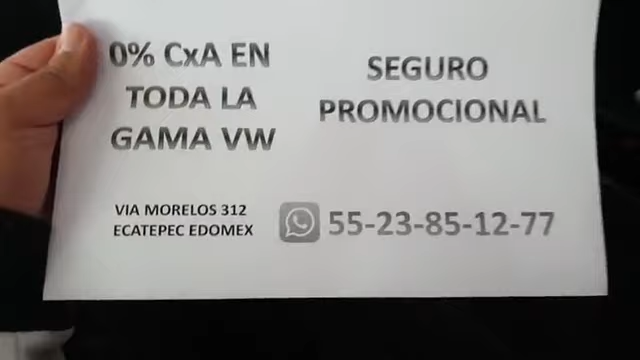 0% CxA EN
TODA LA
GAMA VW
SEGURO
PROMOCIONAL
VIA MORELOS 312
ECATEPEC EDOMEX
55-23-85-12-77